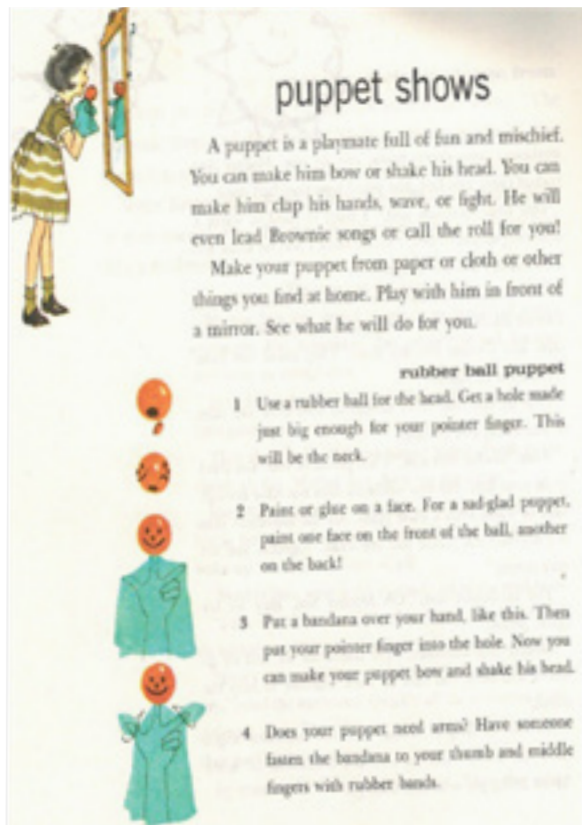 puppet shows
A puppet is a playmate full of fun and mischief.
You can make him bow or shake his head. You can
make him clap his hands, wave, or fight. He will
even lead Brownie songs or call the roll for you!
Make your puppet from paper or cloth or other
things you find at home. Play with him in front of
a mirror. See what he will do for you.
rubber ball puppet
1 Use a rubber ball for the head. Get a hole made
just big enough for your pointer finger. This
will be the neck.
2 Paint or glue on a face. For a sad-glad puppet,
paint one face on the front of the ball, another
on the back!
3 Put a bandana over your hand, like this. Then
put your pointer finger into the hole. Now you
can make your puppet bow and shake his head.
4 Does your puppet need arms? Have someone
fasten the bandana to your thumb and middle
fingers with rubber bands.